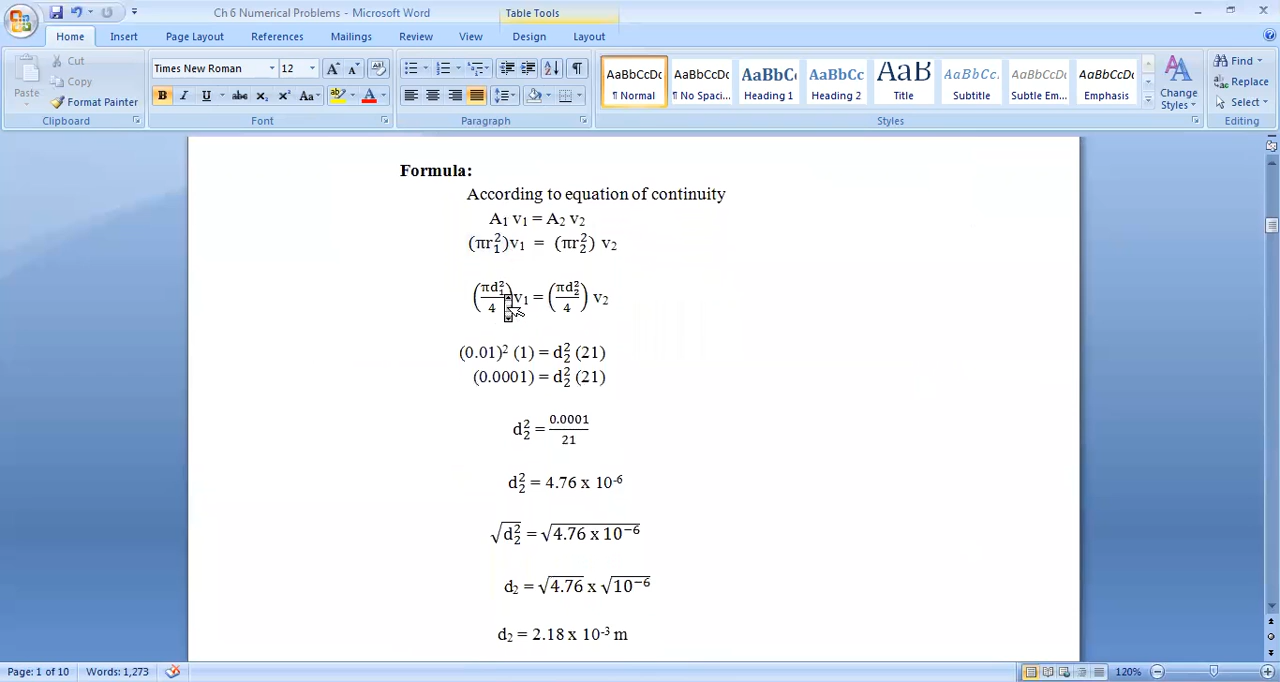 Ch 6 Numerical Problems - Microsoft Word
Table Tools
Home Insert Page Layout References Mailings Review View Design Layout
Paste
Cut
Copy
Format Painter
Clipboard
Times New Roman 12
B I U abc x₂ x² Aa
Font
Paragraph
AaBbCcDc AaBbCcDc AaBbCc AaBbCc AaB AaBbCc. AaBbCcDc AaBbCcDc
¶ Normal ¶ No Spaci... Heading 1 Heading 2 Title Subtitle Subtle Em... Emphasis
Styles
Change
Styles
Find
Replace
Select
Editing
Formula:
According to equation of continuity
A₁ v₁ = A₂ v₂
(πr₁²)v₁ = (πr₂²) v₂
(πd₁²/4)v₁ = (πd₂²/4) v₂
(0.01)² (1) = d₂² (21)
(0.0001) = d₂² (21)
d₂² = 0.0001/21
d₂² = 4.76 x 10⁻⁶
√d₂² = √4.76 x 10⁻⁶
d₂ = √4.76 x √10⁻⁶
d₂ = 2.18 x 10⁻³ m
Page: 1 of 10 Words: 1,273 120%